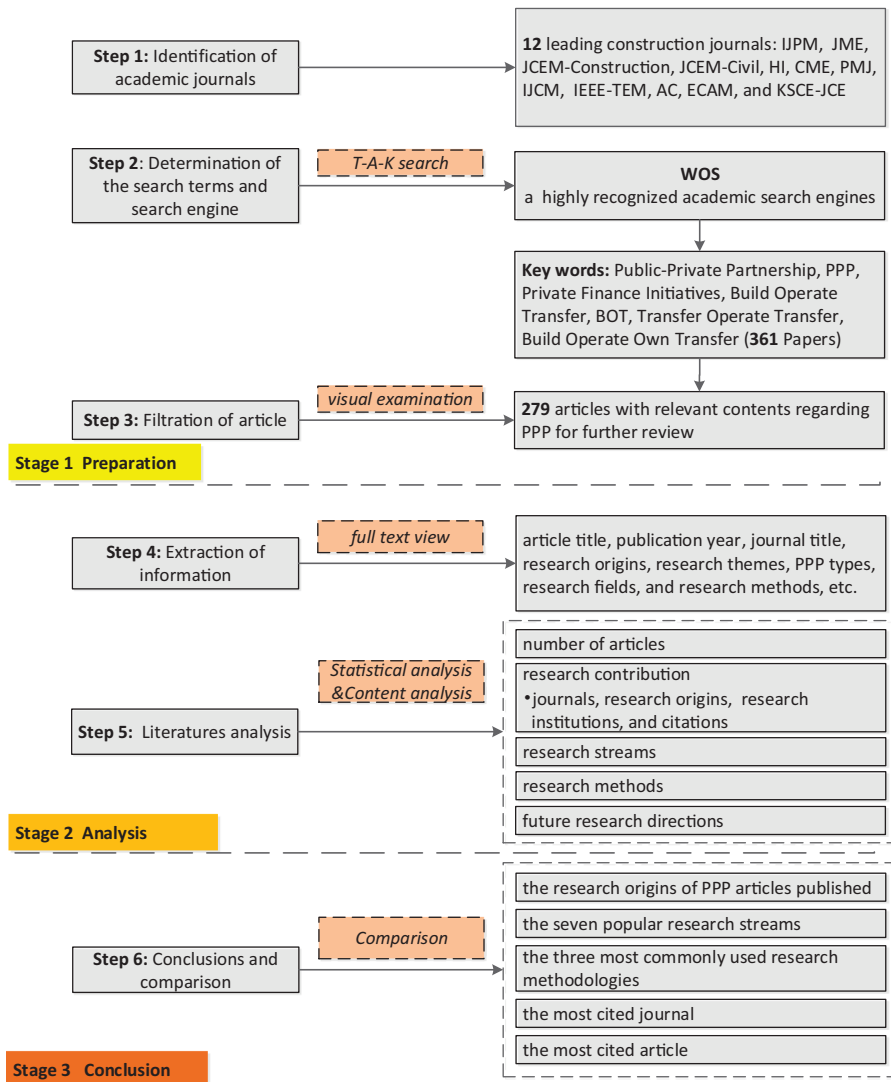 Step 1: Identification of
academic journals
12 leading construction journals: IJPM, JME,
JCEM-Construction, JCEM-Civil, HI, CME, PMJ,
IJCM, IEEE-TEM, AC, ECAM, and KSCE-JCE
Step 2: Determination of
the search terms and
search engine
T-A-K search
WOS
a highly recognized academic search engines
Key words: Public-Private Partnership, PPP,
Private Finance Initiatives, Build Operate
Transfer, BOT, Transfer Operate Transfer,
Build Operate Own Transfer (361 Papers)
Step 3: Filtration of article
visual examination
279 articles with relevant contents regarding
PPP for further review
Stage 1 Preparation
Step 4: Extraction of
information
full text view
article title, publication year, journal title,
research origins, research themes, PPP types,
research fields, and research methods, etc.
Step 5: Literatures analysis
Statistical analysis
&Content analysis
number of articles
research contribution
•journals, research origins, research
institutions, and citations
research streams
research methods
future research directions
Stage 2 Analysis
Step 6: Conclusions and
comparison
Comparison
the research origins of PPP articles published
the seven popular research streams
the three most commonly used research
methodologies
the most cited journal
the most cited article
Stage 3 Conclusion